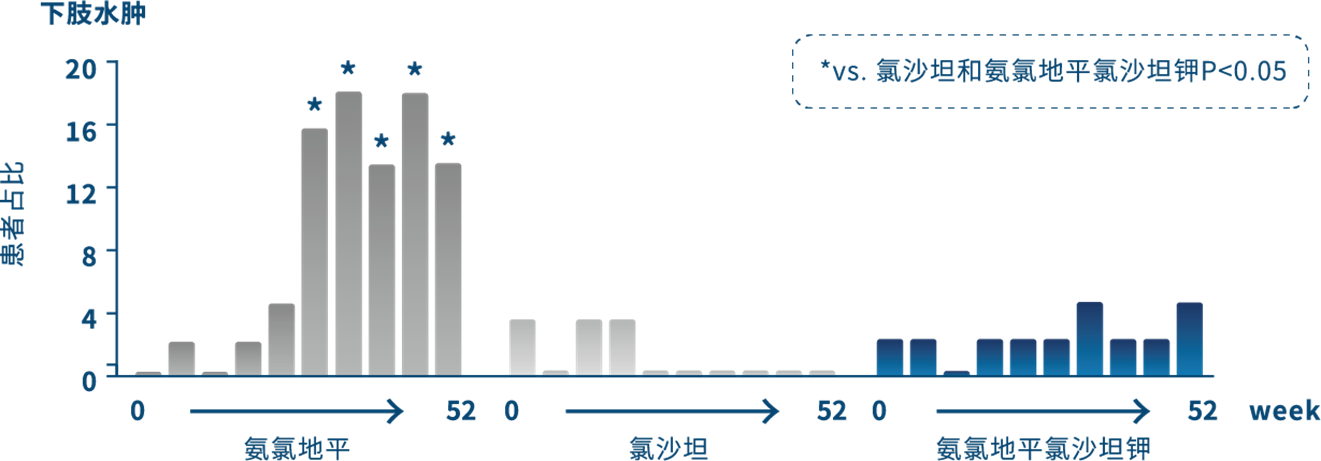 下肢水肿
*vs. 氯沙坦和氨氯地平氯沙坦钾P<0.05
患者占比
20
16
12
8
4
0
* * * * *
0 52 0 52 0 52 week
氨氯地平 氯沙坦 氨氯地平氯沙坦钾